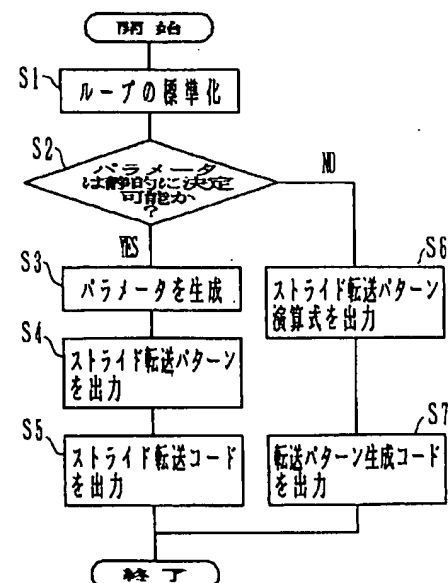 開始
S1
ループの標準化
S2
パラメータ
は静的に決定
可能か
?
NO
YES
S3
パラメータを生成
S6
ストライド転送パターン
演算式を出力
S4
ストライド転送パターン
を出力
S5
ストライド転送コード
を出力
S7
転送パターン生成コード
を出力
終了